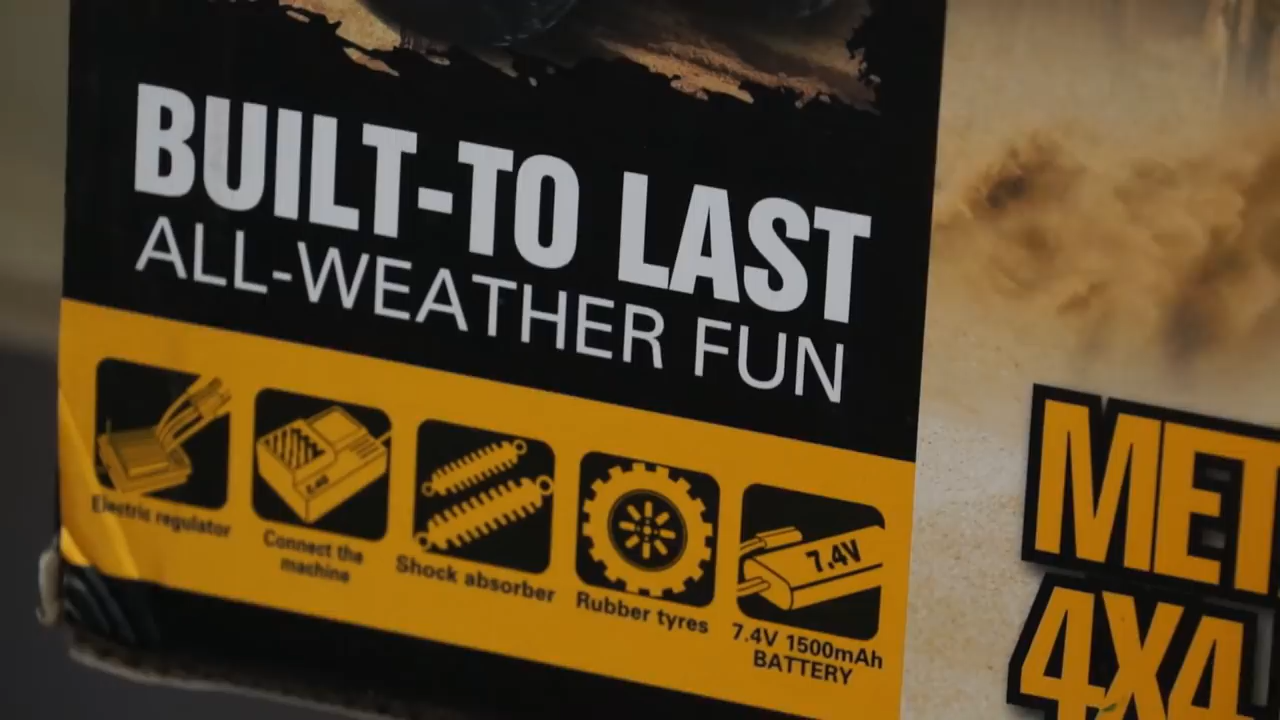 BUILT-TO LAST
ALL-WEATHER FUN
Electric regulator
Connect the
machine
Shock absorber
Rubber tyres
7.4V
7.4V 1500mAh
BATTERY
4X4